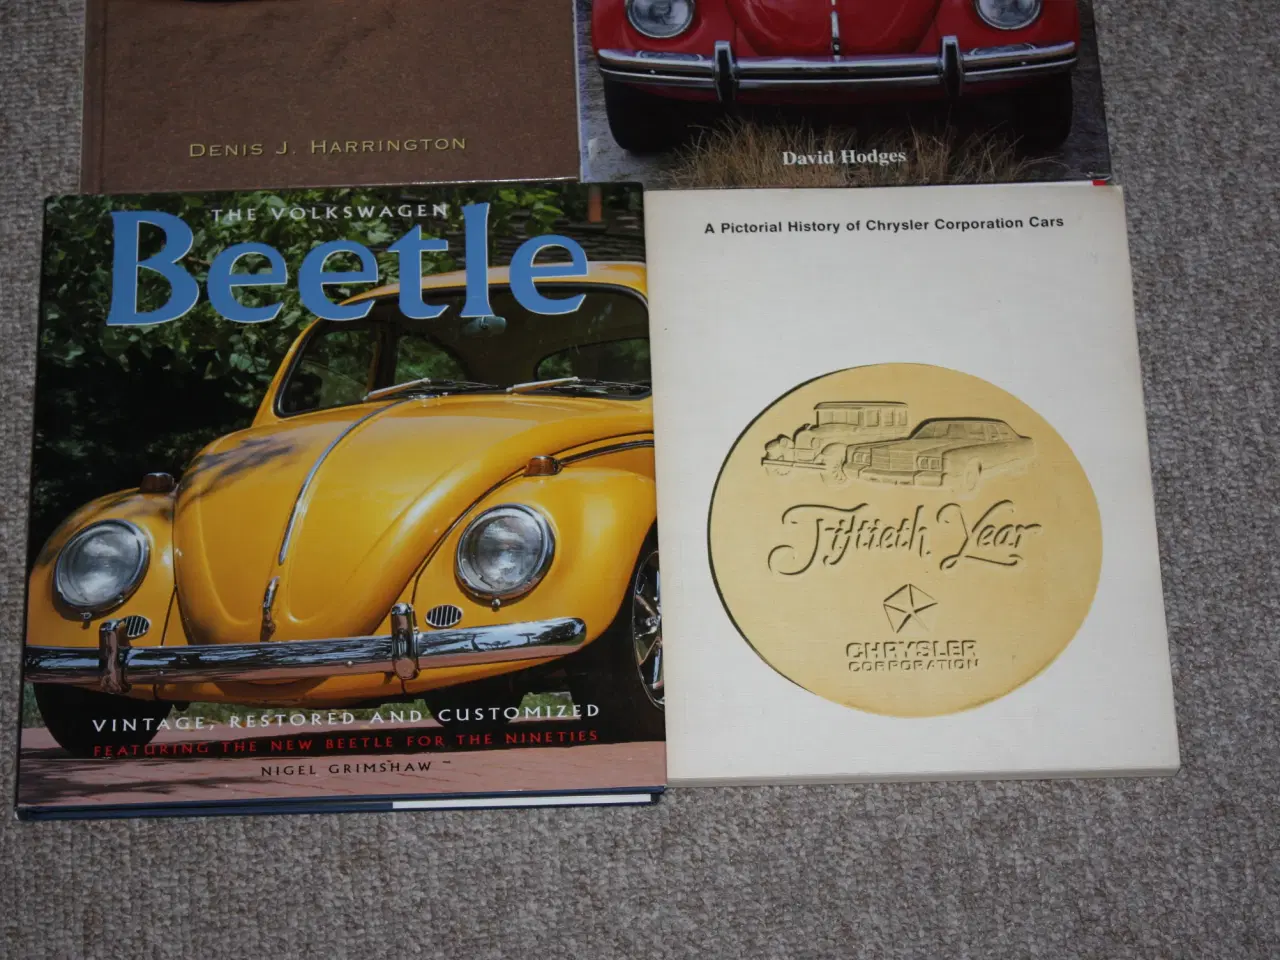 DENIS J. HARRINGTON
David Hodges
THE VOLKSWAGEN
Beetle
VINTAGE, RESTORED AND CUSTOMIZED
FEATURING THE NEW BEETLE FOR THE NINETIES
NIGEL GRIMSHAW
A Pictorial History of Chrysler Corporation Cars
Fiftieth Year
CHRYSLER
CORPORATION